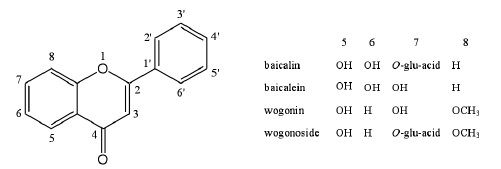 3'
2'
4'
8
1
O
1'
5'
7
2
6'
6
3
5
4
O
5 6 7 8
baicalin OH OH O-glu-acid H
baicalein OH OH OH H
wogonin OH H OH OCH3
wogonoside OH H O-glu-acid OCH3